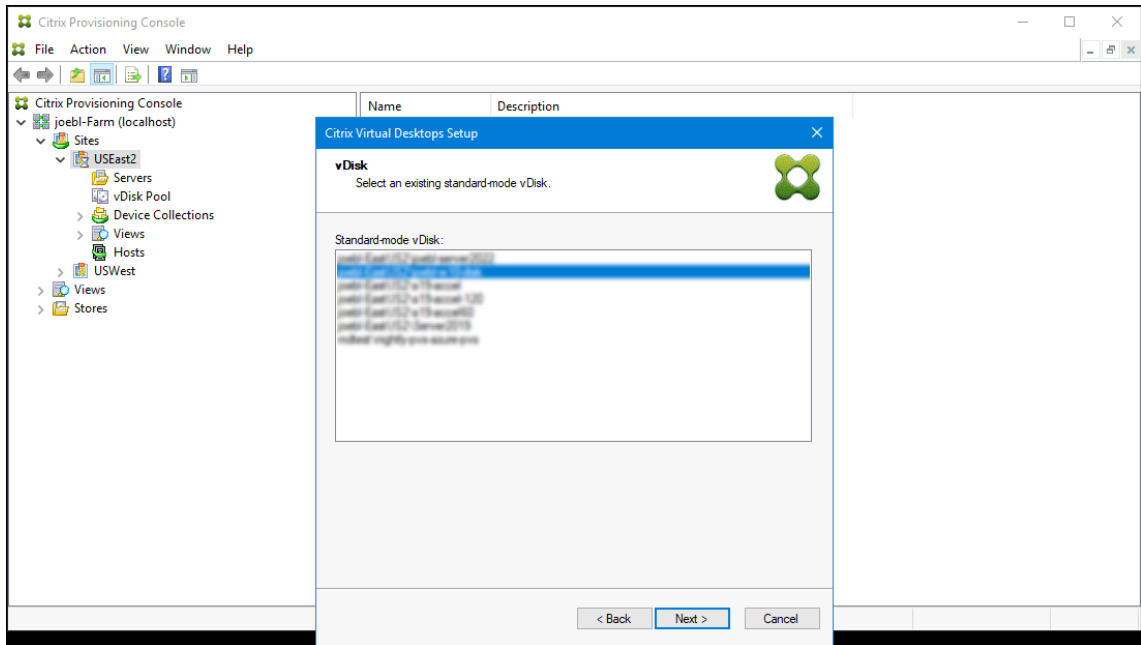 Citrix Provisioning Console
File Action View Window Help
Citrix Provisioning Console
joebl-Farm (localhost)
Sites
USEast2
Servers
vDisk Pool
Device Collections
Views
Hosts
USWest
Views
Stores
Name Description
Citrix Virtual Desktops Setup
vDisk
Select an existing standard-mode vDisk.
Standard-mode vDisk:
< Back Next > Cancel